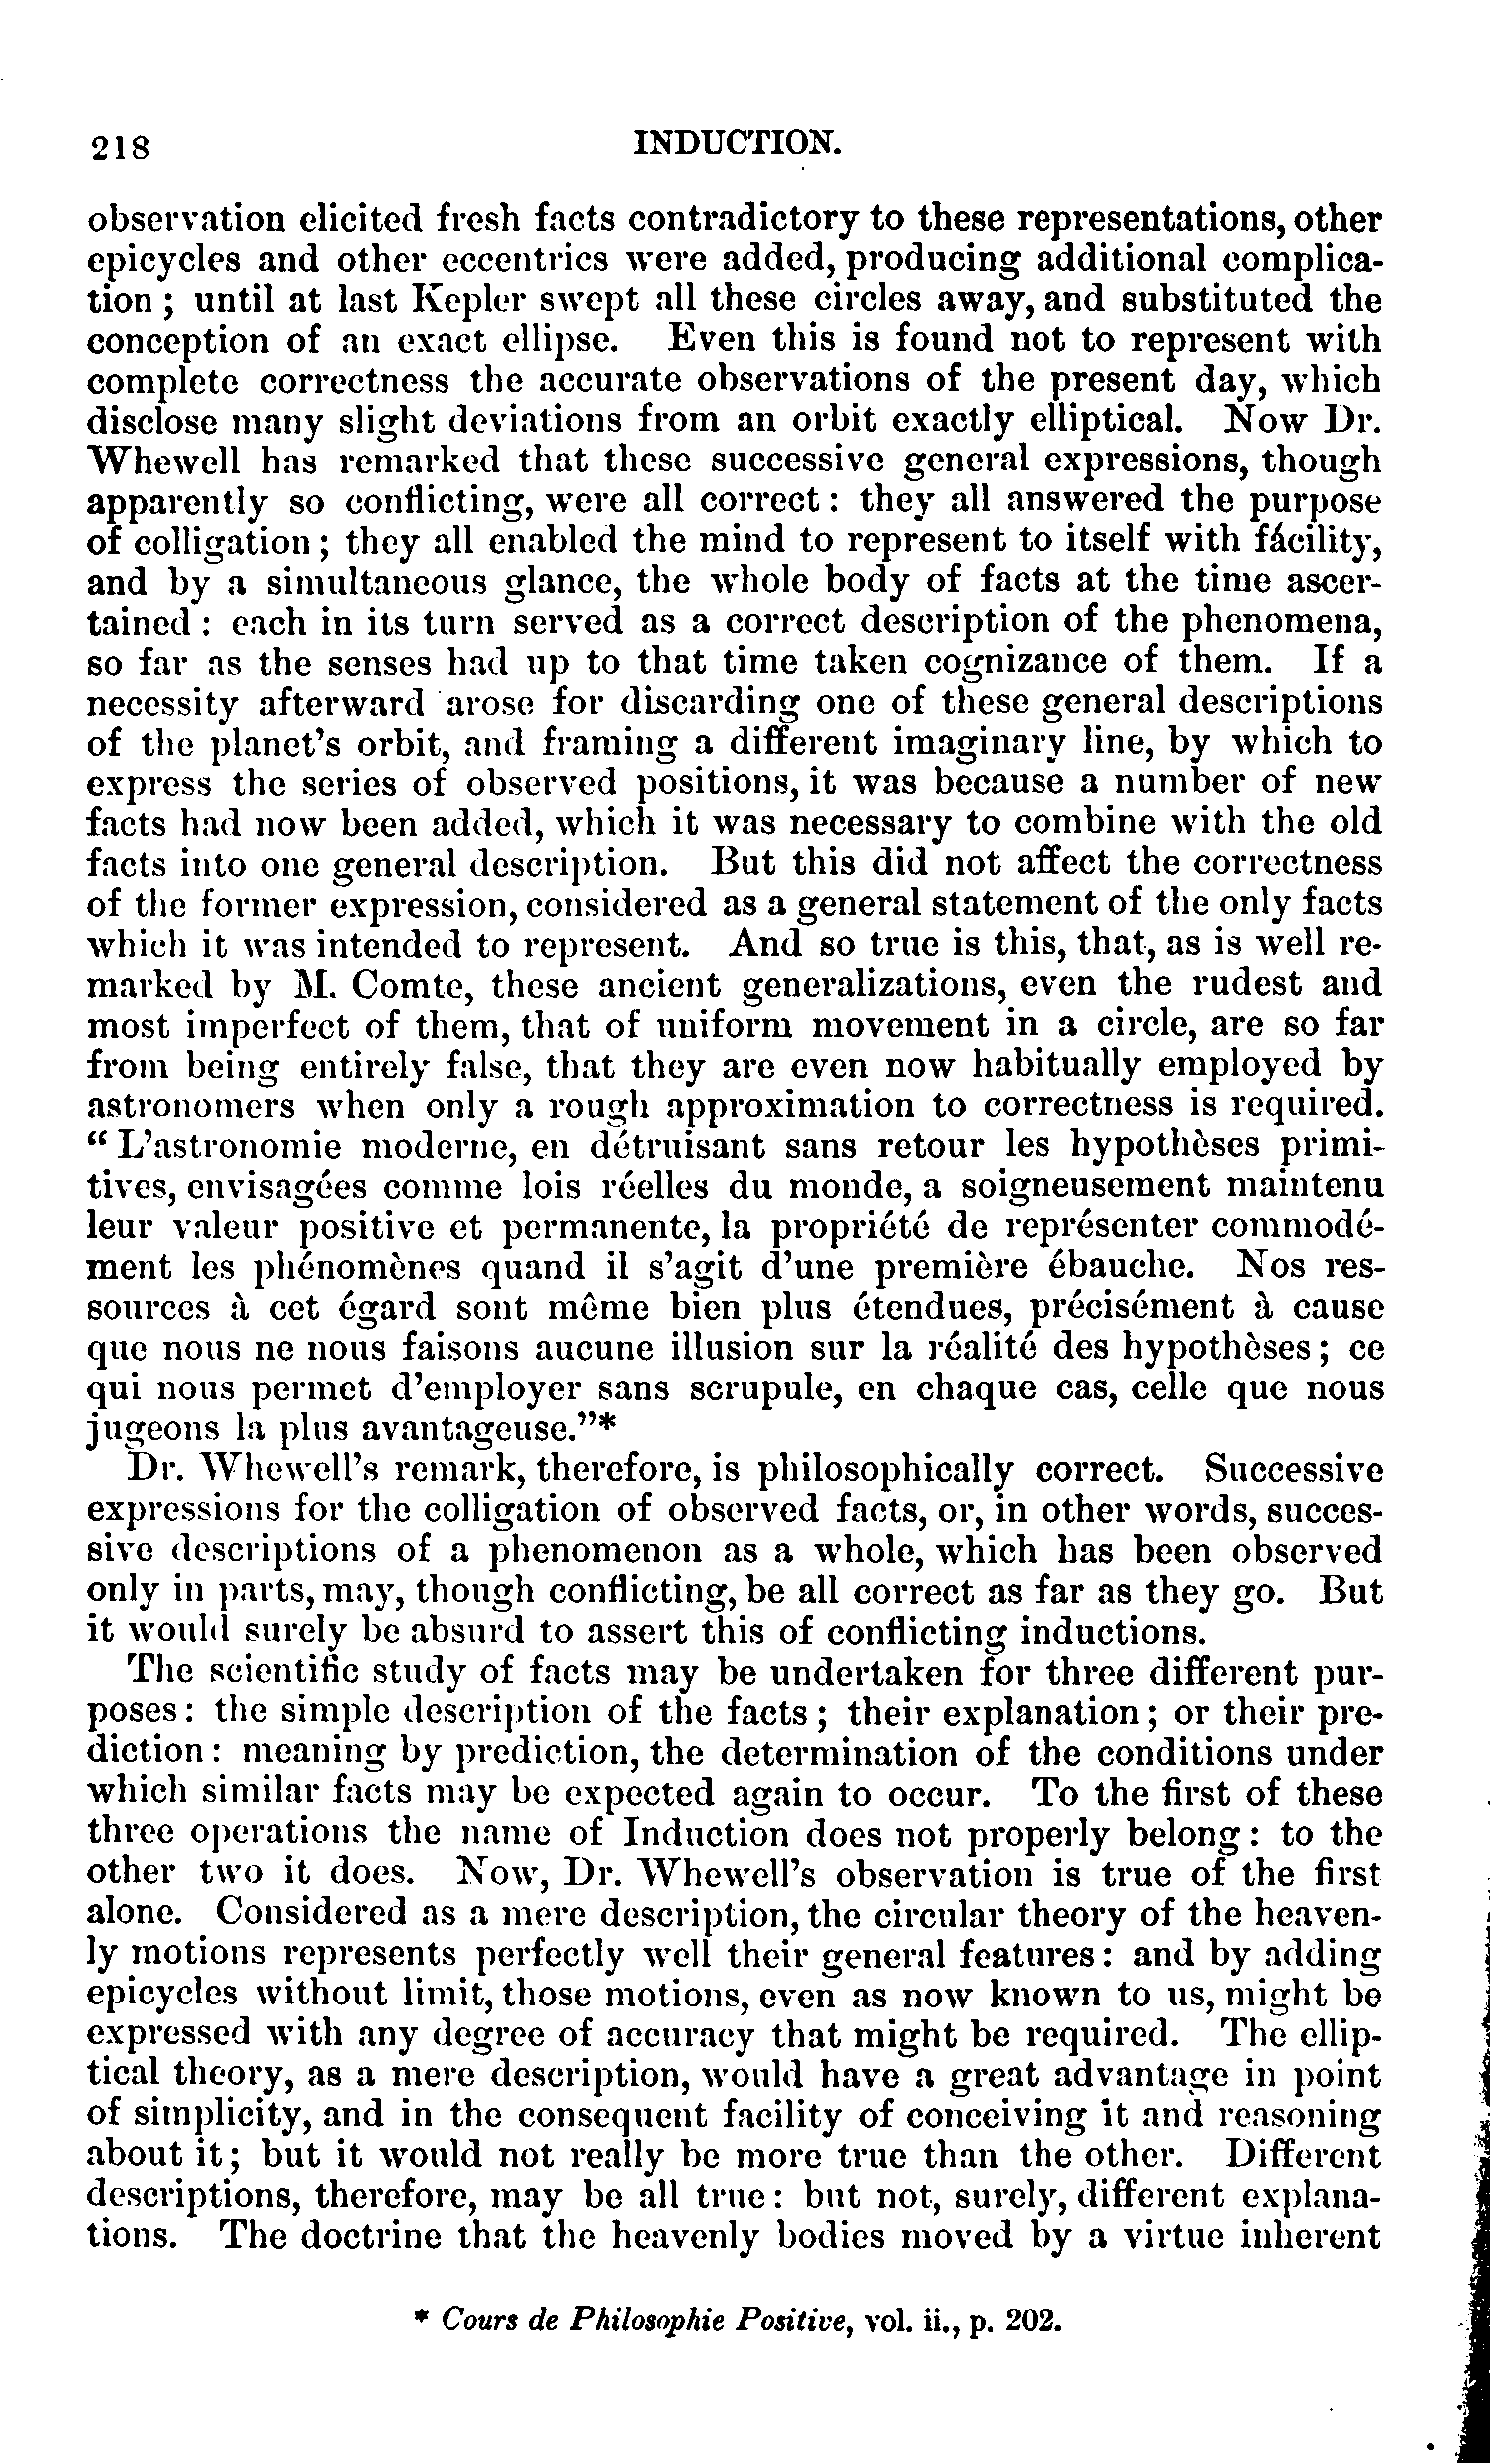 218
INDUCTION.
observation elicited fresh facts contradictory to these representations, other
epicycles and other eccentrics were added, producing additional complica-
tion ; until at last Kepler swept all these circles away, and substituted the
conception of an exact ellipse. Even this is found not to represent with
complete correctness the accurate observations of the present day, which
disclose many slight deviations from an orbit exactly elliptical. Now Dr.
Whewell has remarked that these successive general expressions, though
apparently so conflicting, were all correct : they all answered the purpose
of colligation ; they all enabled the mind to represent to itself with fácility,
and by a simultaneous glance, the whole body of facts at the time ascer-
tained : each in its turn served as a correct description of the phenomena,
so far as the senses had up to that time taken cognizance of them. If a
necessity afterward arose for discarding one of these general descriptions
of the planet's orbit, and framing a different imaginary line, by which to
express the series of observed positions, it was because a number of new
facts had now been added, which it was necessary to combine with the old
facts into one general description. But this did not affect the correctness
of the former expression, considered as a general statement of the only facts
which it was intended to represent. And so true is this, that, as is well re-
marked by M. Comte, these ancient generalizations, even the rudest and
most imperfect of them, that of uniform movement in a circle, are so far
from being entirely false, that they are even now habitually employed by
astronomers when only a rough approximation to correctness is required.
“ L'astronomie moderne, en détruisant sans retour les hypothèses primi-
tives, envisagées comme lois réelles du monde, a soigneusement maintenu
leur valeur positive et permanente, la propriété de représenter commodé-
ment les phénomènes quand il s'agit d'une première ébauche. Nos res-
sources à cet égard sont même bien plus étendues, précisément à cause
que nous ne nous faisons aucune illusion sur la réalité des hypothèses ; ce
qui nous permet d'employer sans scrupule, en chaque cas, celle que nous
jugeons la plus avantageuse.”*
Dr. Whewell's remark, therefore, is philosophically correct. Successive
expressions for the colligation of observed facts, or, in other words, succes-
sive descriptions of a phenomenon as a whole, which has been observed
only in parts, may, though conflicting, be all correct as far as they go. But
it would surely be absurd to assert this of conflicting inductions.
The scientific study of facts may be undertaken for three different pur-
poses : the simple description of the facts ; their explanation ; or their pre-
diction : meaning by prediction, the determination of the conditions under
which similar facts may be expected again to occur. To the first of these
three operations the name of Induction does not properly belong : to the
other two it does. Now, Dr. Whewell's observation is true of the first
alone. Considered as a mere description, the circular theory of the heaven-
ly motions represents perfectly well their general features : and by adding
epicycles without limit, those motions, even as now known to us, might be
expressed with any degree of accuracy that might be required. The ellip-
tical theory, as a mere description, would have a great advantage in point
of simplicity, and in the consequent facility of conceiving it and reasoning
about it ; but it would not really be more true than the other. Different
descriptions, therefore, may be all true : but not, surely, different explana-
tions. The doctrine that the heavenly bodies moved by a virtue inherent
* Cours de Philosophie Positive, vol. ii., p. 202.